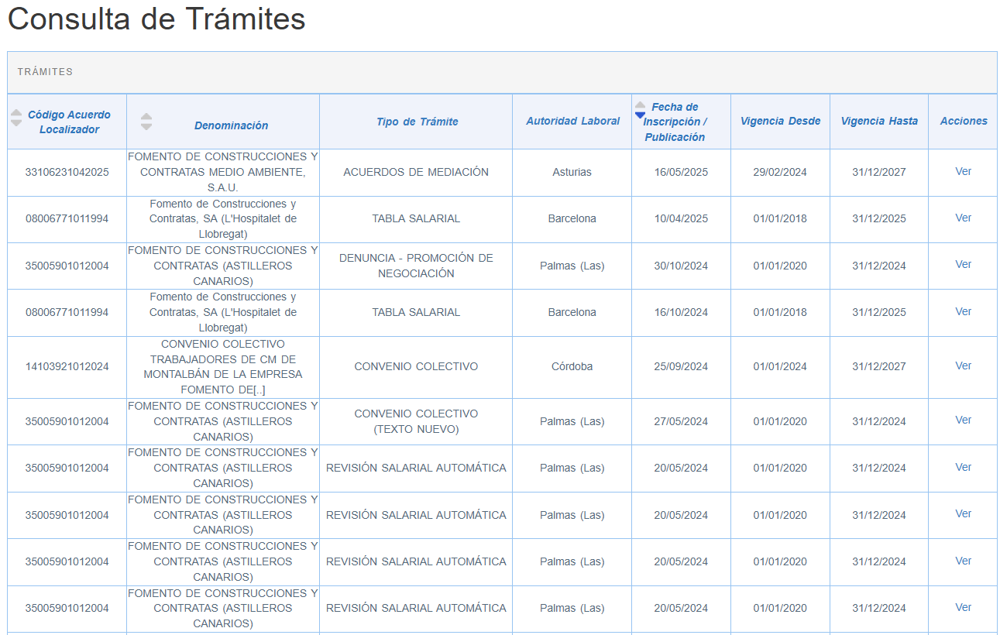 Consulta de Trámites
TRÁMITES
Código Acuerdo
Localizador
Denominación
Tipo de Trámite
Autoridad Laboral
Fecha de
Inscripción /
Publicación
Vigencia Desde
Vigencia Hasta
Acciones
33106231042025
FOMENTO DE CONSTRUCCIONES Y
CONTRATAS MEDIO AMBIENTE,
S.A.U.
ACUERDOS DE MEDIACIÓN
Asturias
16/05/2025
29/02/2024
31/12/2027
Ver
08006771011994
Fomento de Construcciones y
Contratas, SA (L'Hospitalet de
Llobregat)
TABLA SALARIAL
Barcelona
10/04/2025
01/01/2018
31/12/2025
Ver
35005901012004
FOMENTO DE CONSTRUCCIONES Y
CONTRATAS (ASTILLEROS
CANARIOS)
DENUNCIA - PROMOCIÓN DE
NEGOCIACIÓN
Palmas (Las)
30/10/2024
01/01/2020
31/12/2024
Ver
08006771011994
Fomento de Construcciones y
Contratas, SA (L'Hospitalet de
Llobregat)
TABLA SALARIAL
Barcelona
16/10/2024
01/01/2018
31/12/2025
Ver
14103921012024
CONVENIO COLECTIVO
TRABAJADORES DE CM DE
MONTALBÁN DE LA EMPRESA
FOMENTO DE[..]
CONVENIO COLECTIVO
Córdoba
25/09/2024
01/01/2024
31/12/2027
Ver
35005901012004
FOMENTO DE CONSTRUCCIONES Y
CONTRATAS (ASTILLEROS
CANARIOS)
CONVENIO COLECTIVO
(TEXTO NUEVO)
Palmas (Las)
27/05/2024
01/01/2020
31/12/2024
Ver
35005901012004
FOMENTO DE CONSTRUCCIONES Y
CONTRATAS (ASTILLEROS
CANARIOS)
REVISIÓN SALARIAL AUTOMÁTICA
Palmas (Las)
20/05/2024
01/01/2020
31/12/2024
Ver
35005901012004
FOMENTO DE CONSTRUCCIONES Y
CONTRATAS (ASTILLEROS
CANARIOS)
REVISIÓN SALARIAL AUTOMÁTICA
Palmas (Las)
20/05/2024
01/01/2020
31/12/2024
Ver
35005901012004
FOMENTO DE CONSTRUCCIONES Y
CONTRATAS (ASTILLEROS
CANARIOS)
REVISIÓN SALARIAL AUTOMÁTICA
Palmas (Las)
20/05/2024
01/01/2020
31/12/2024
Ver
35005901012004
FOMENTO DE CONSTRUCCIONES Y
CONTRATAS (ASTILLEROS
CANARIOS)
REVISIÓN SALARIAL AUTOMÁTICA
Palmas (Las)
20/05/2024
01/01/2020
31/12/2024
Ver